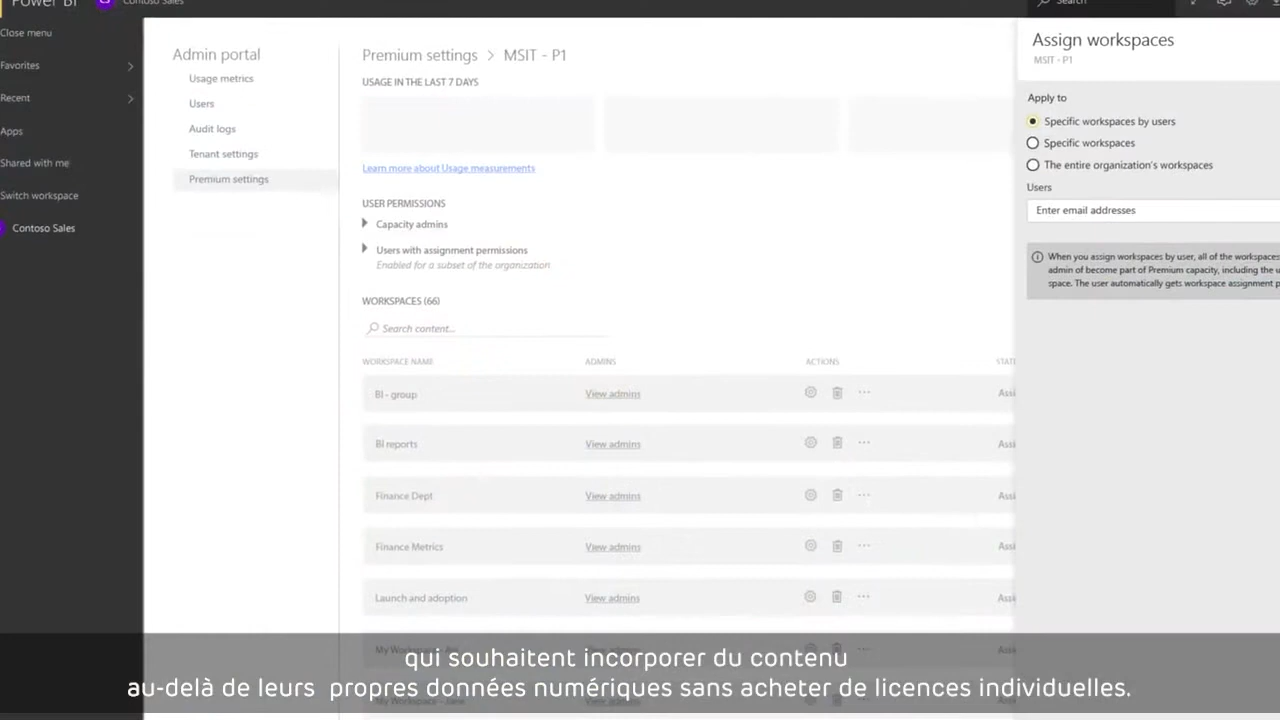 Power BI
Contoso Sales
Search
Close menu
Favorites
Recent
Apps
Shared with me
Switch workspace
Contoso Sales
Admin portal
Usage metrics
Users
Audit logs
Tenant settings
Premium settings
Premium settings > MSIT - P1
USAGE IN THE LAST 7 DAYS
Learn more about Usage measurements
USER PERMISSIONS
Capacity admins
Users with assignment permissions
Enabled for a subset of the organization
WORKSPACES (66)
Search content...
WORKSPACE NAME ADMINS ACTIONS
BI - group View admins ... Assi
BI reports View admins ... Assi
Finance Dept View admins ... Assi
Finance Metrics View admins ... Assi
Launch and adoption View admins ... Assi
Assign workspaces
MSIT - P1
Apply to
Specific workspaces by users
Specific workspaces
The entire organization's workspaces
Users
Enter email addresses
When you assign workspaces by user, all of the workspaces
admin of become part of Premium capacity, including the u
space. The user automatically gets workspace assignment p
qui souhaitent incorporer du contenu
au-delà de leurs propres données numériques sans acheter de licences individuelles.